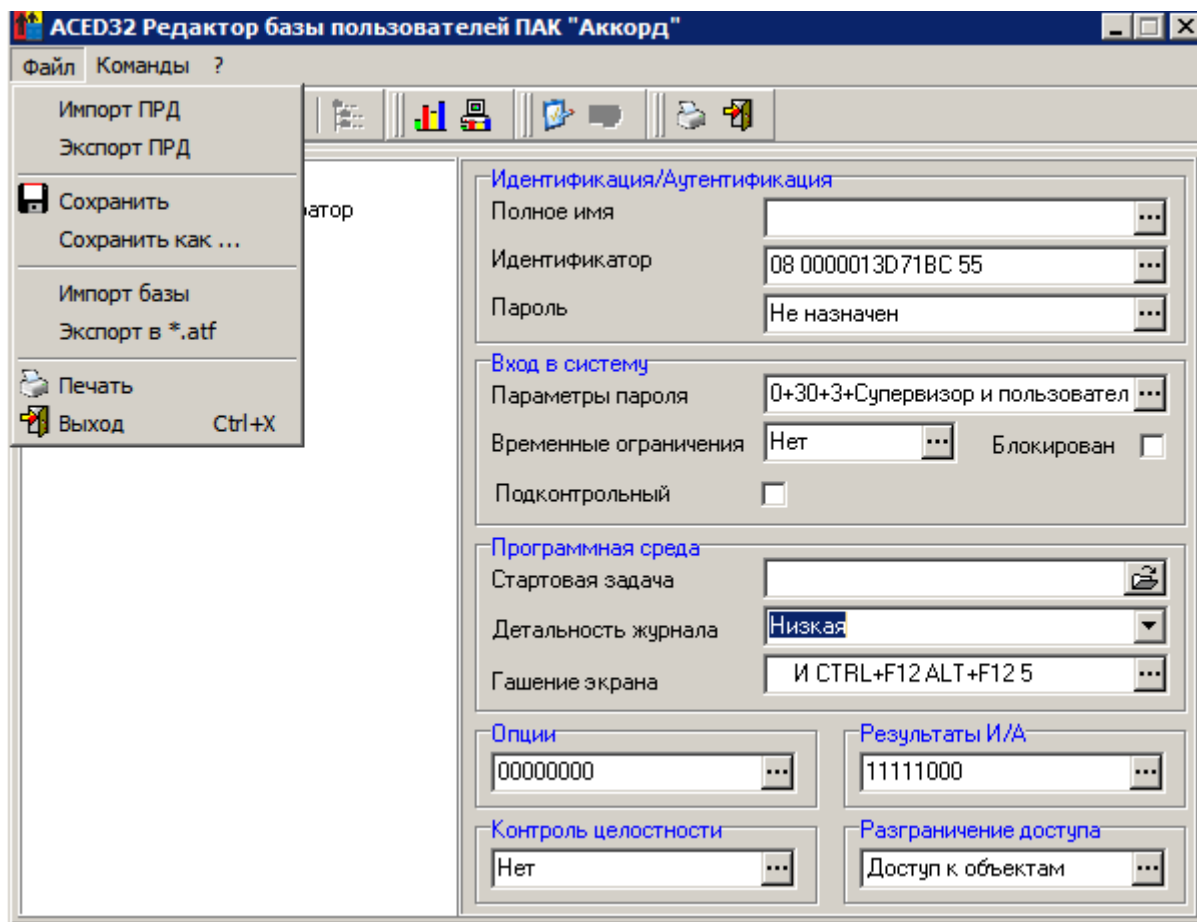 ACED32 Редактор базы пользователей ПАК "Аккорд"
Файл Команды ?
Импорт ПРД
Экспорт ПРД
Сохранить
Сохранить как ...
Импорт базы
Экспорт в *.atf
Печать
Выход Ctrl+X
атор
Идентификация/Аутентификация
Полное имя
Идентификатор 08 0000013D71BC 55
Пароль Не назначен
Вход в систему
Параметры пароля 0+30+3+Супервизор и пользовател
Временные ограничения Нет Блокирован
Подконтрольный
Программная среда
Стартовая задача
Детальность журнала Низкая
Гашение экрана И CTRL+F12 ALT+F12 5
Опции Результаты И/А
00000000 11111000
Контроль целостности Разграничение доступа
Нет Доступ к объектам